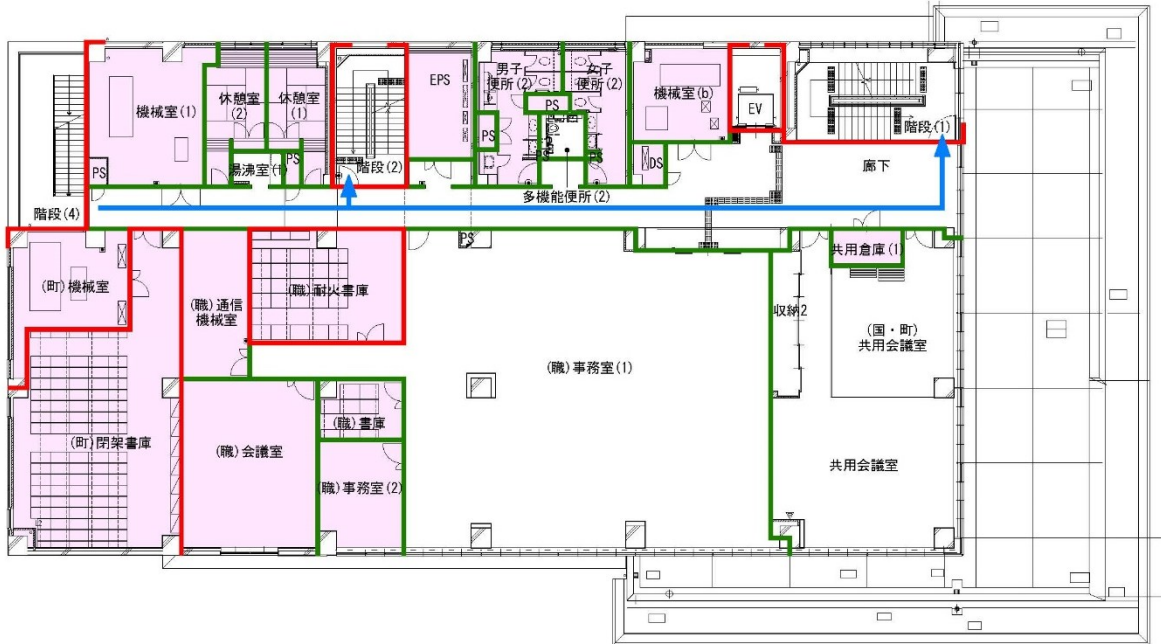 機械室(1)
休憩室
(2)
休憩室
(1)
EPS
男子
便所(2)
女子
便所(2)
機械室(b)
EV
階段(1)
PS
PS
PS
湯沸室(1)
PS
階段(2)
PS
PS
DS
廊下
階段(4)
多機能便所(2)
PS
共用倉庫(1)
(町)機械室
(職)通信
機械室
(職)耐火書庫
収納2
(国・町)
共用会議室
(職)事務室(1)
(職)書庫
(町)閉架書庫
(職)会議室
共用会議室
(職)事務室(2)